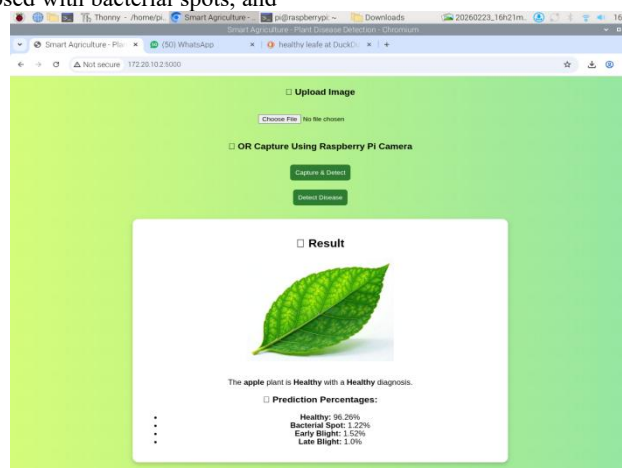 osed with bacterial spots, and
Thonny - /home/pi..
Smart Agriculture - ..
pi@raspberrypi: ~
Downloads
20260223_16h21m..
16
Smart Agriculture - Plant Disease Detection - Chromium
Smart Agriculture - Pla
(50) WhatsApp
healthy leafe at DuckD
Not secure 172.20.10.2:5000
Upload Image
Choose File No file chosen
OR Capture Using Raspberry Pi Camera
Capture & Detect
Detect Disease
Result
The apple plant is Healthy with a Healthy diagnosis.
Prediction Percentages:
Healthy: 96.26%
Bacterial Spot: 1.22%
Early Blight: 1.52%
Late Blight: 1.0%